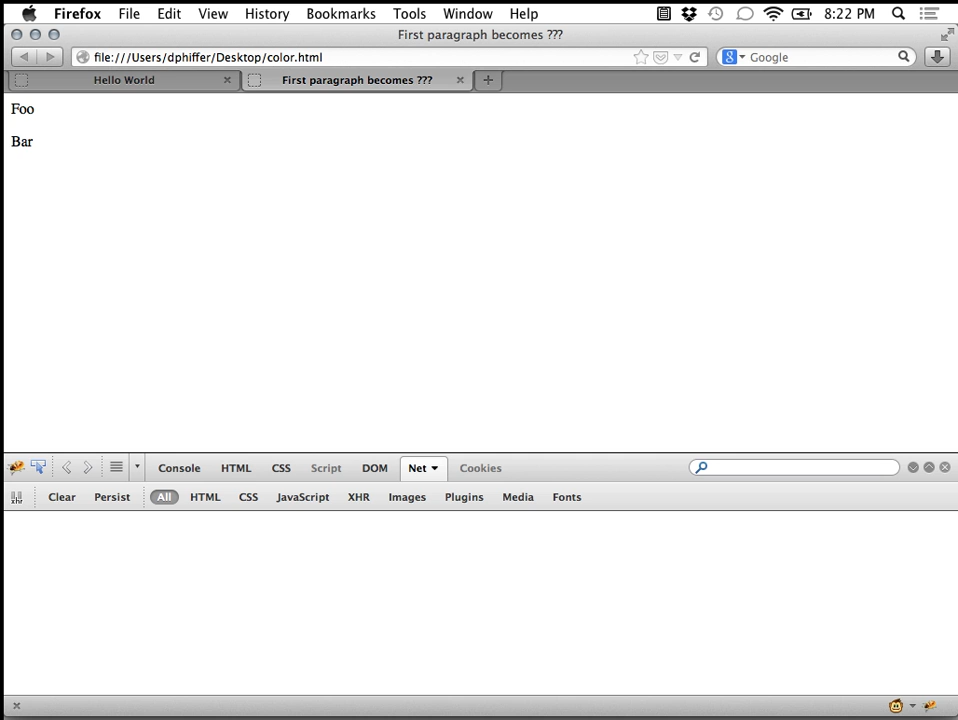 Firefox File Edit View History Bookmarks Tools Window Help 8:22 PM
First paragraph becomes ???
file:///Users/dphiffer/Desktop/color.html Google
Hello World First paragraph becomes ???
Foo
Bar
Console HTML CSS Script DOM Net Cookies
xhr Clear Persist All HTML CSS JavaScript XHR Images Plugins Media Fonts